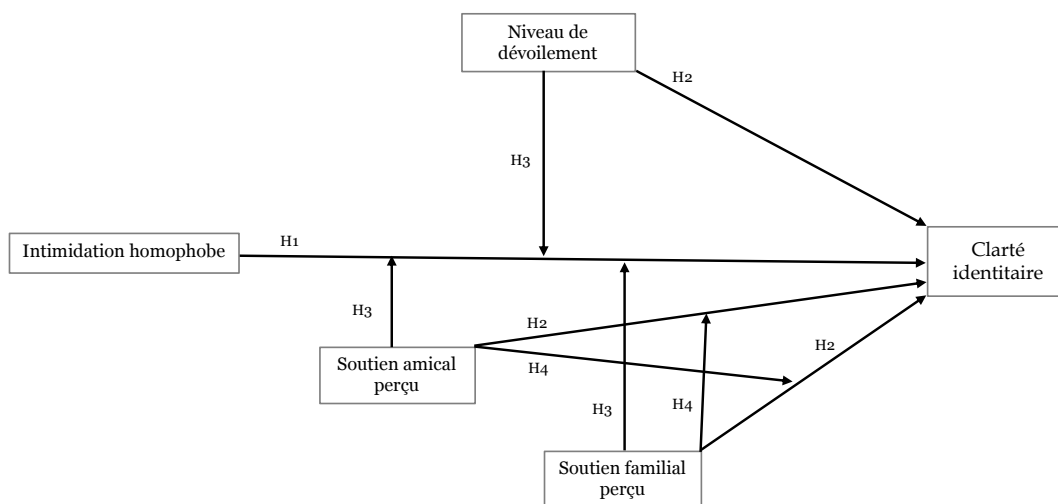 Niveau de
dévoilement
H2
H3
Intimidation homophobe
H1
Clarté
identitaire
H3
H2
H2
Soutien amical
perçu
H4
H4
H3
Soutien familial
perçu